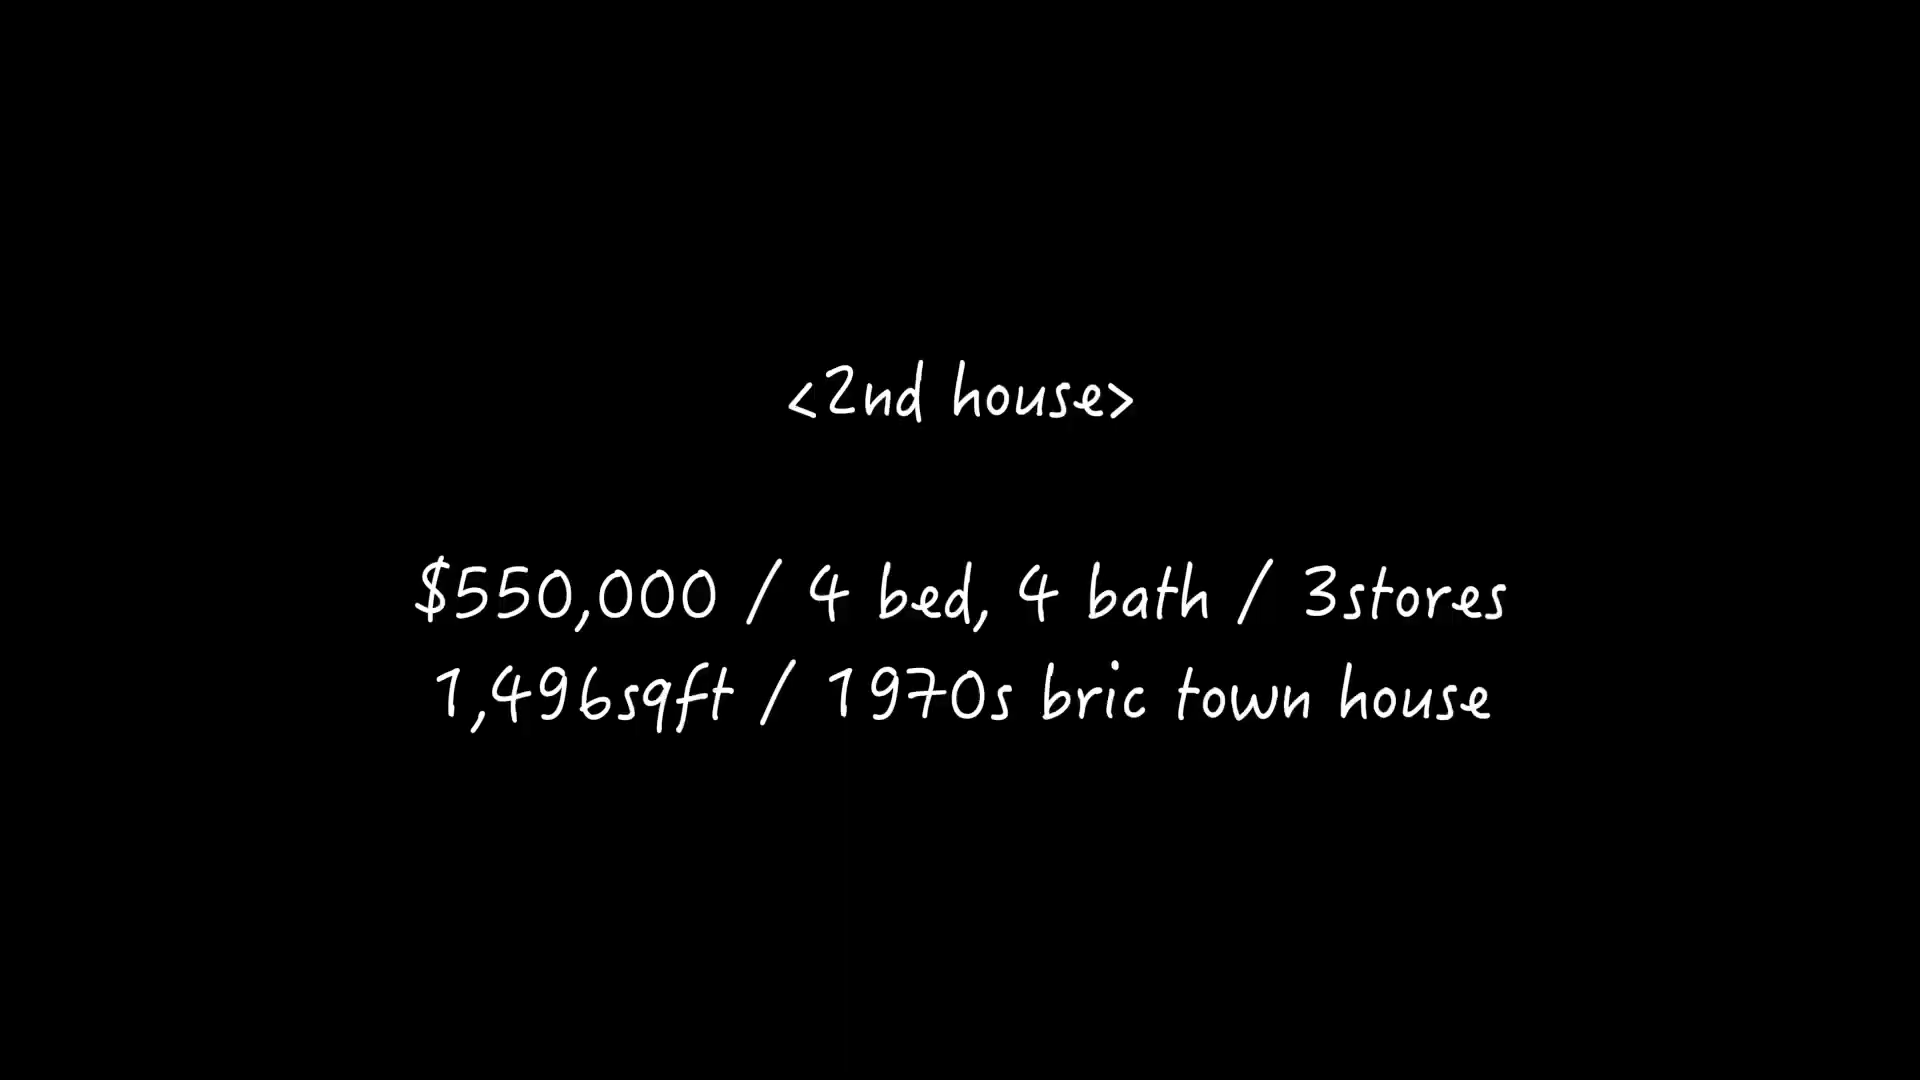 <2nd house>
$550,000 / 4 bed, 4 bath / 3stores
1,496sqft / 1970s bric town house